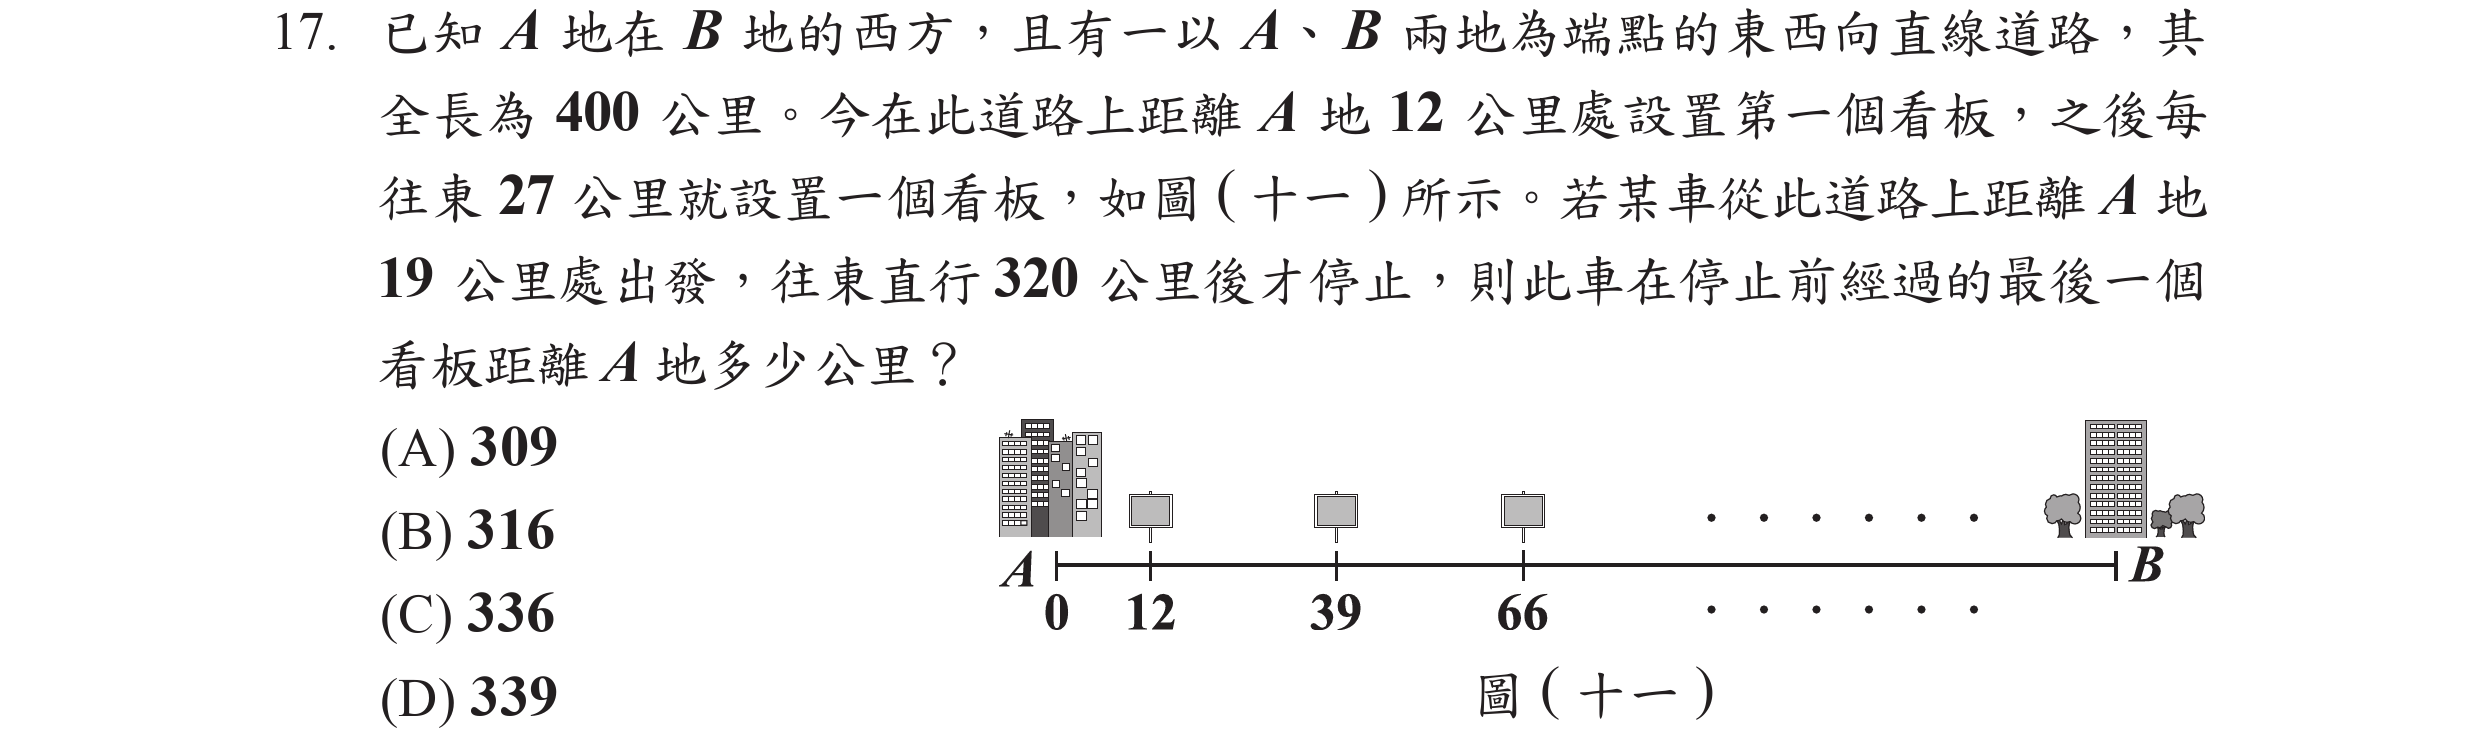 17. 已知 A 地在 B 地的西方，且有一以 A、B 兩地為端點的東西向直線道路，其
全長為 400 公里。今在此道路上距離 A 地 12 公里處設置第一個看板，之後每
往東 27 公里就設置一個看板，如圖(十一)所示。若某車從此道路上距離 A 地
19 公里處出發，往東直行 320 公里後才停止，則此車在停止前經過的最後一個
看板距離 A 地多少公里？
(A) 309
(B) 316
(C) 336
(D) 339
· · · · · ·
A B
0 12 39 66 · · · · · ·
圖(十一)